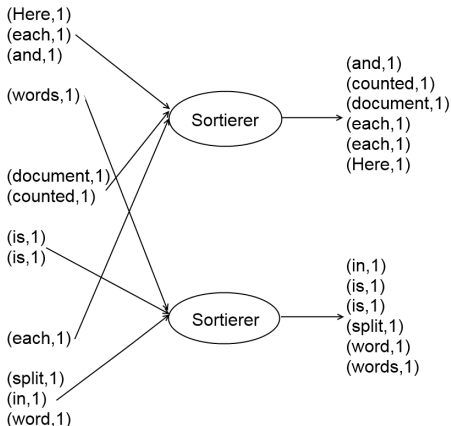 (Here,1)
(each,1)
(and,1)
(words,1)
(document,1)
(counted,1)
(is,1)
(is,1)
(each,1)
(split,1)
(in,1)
(word,1)
Sortierer
Sortierer
(and,1)
(counted,1)
(document,1)
(each,1)
(each,1)
(Here,1)
(in,1)
(is,1)
(is,1)
(split,1)
(word,1)
(words,1)